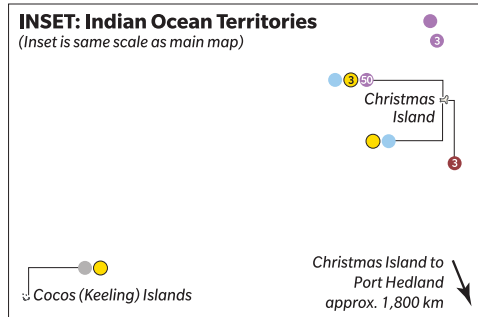 INSET: Indian Ocean Territories
(Inset is same scale as main map)
3
3 50
Christmas
Island
3
Christmas Island to
Port Hedland
approx. 1,800 km
Cocos (Keeling) Islands